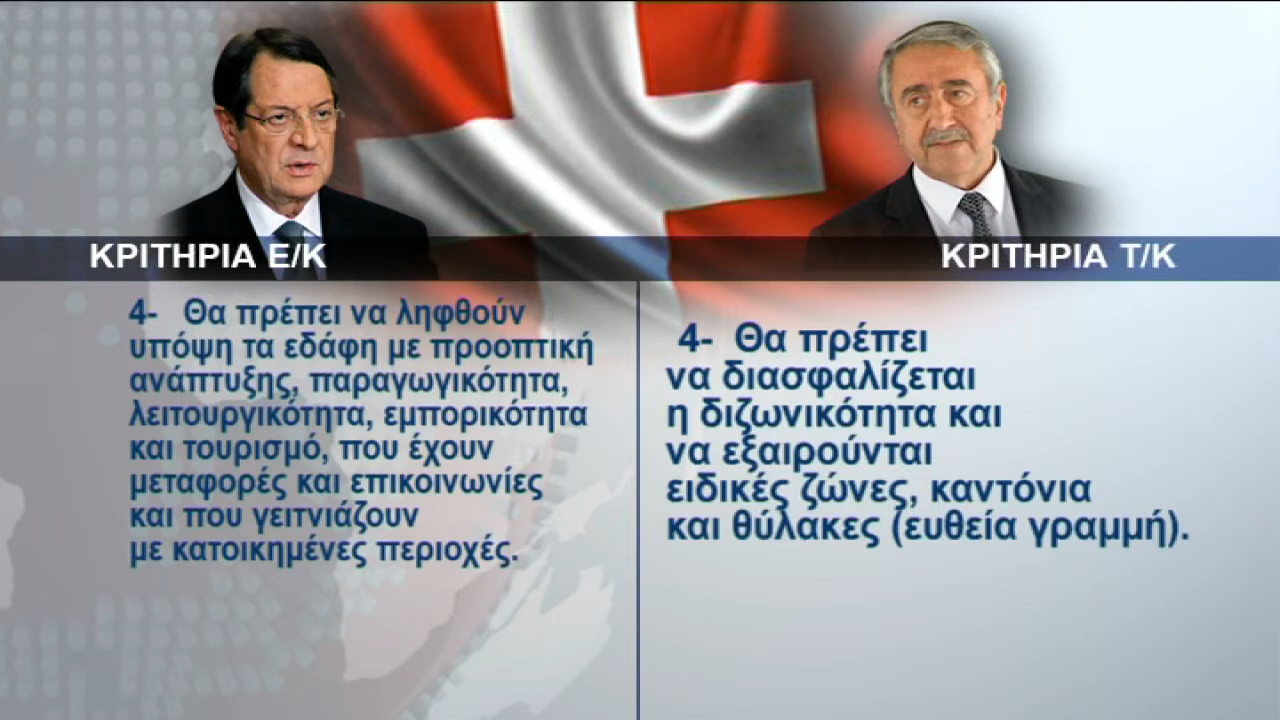 ΚΡΙΤΗΡΙΑ Ε/Κ
4- Θα πρέπει να ληφθούν
υπόψη τα εδάφη με προοπτική
ανάπτυξης, παραγωγικότητα,
λειτουργικότητα, εμπορικότητα
και τουρισμό, που έχουν
μεταφορές και επικοινωνίες
και που γειτνιάζουν
με κατοικημένες περιοχές.
ΚΡΙΤΗΡΙΑ Τ/Κ
4- Θα πρέπει
να διασφαλίζεται
η διζωνικότητα και
να εξαιρούνται
ειδικές ζώνες, καντόνια
και θύλακες (ευθεία γραμμή).